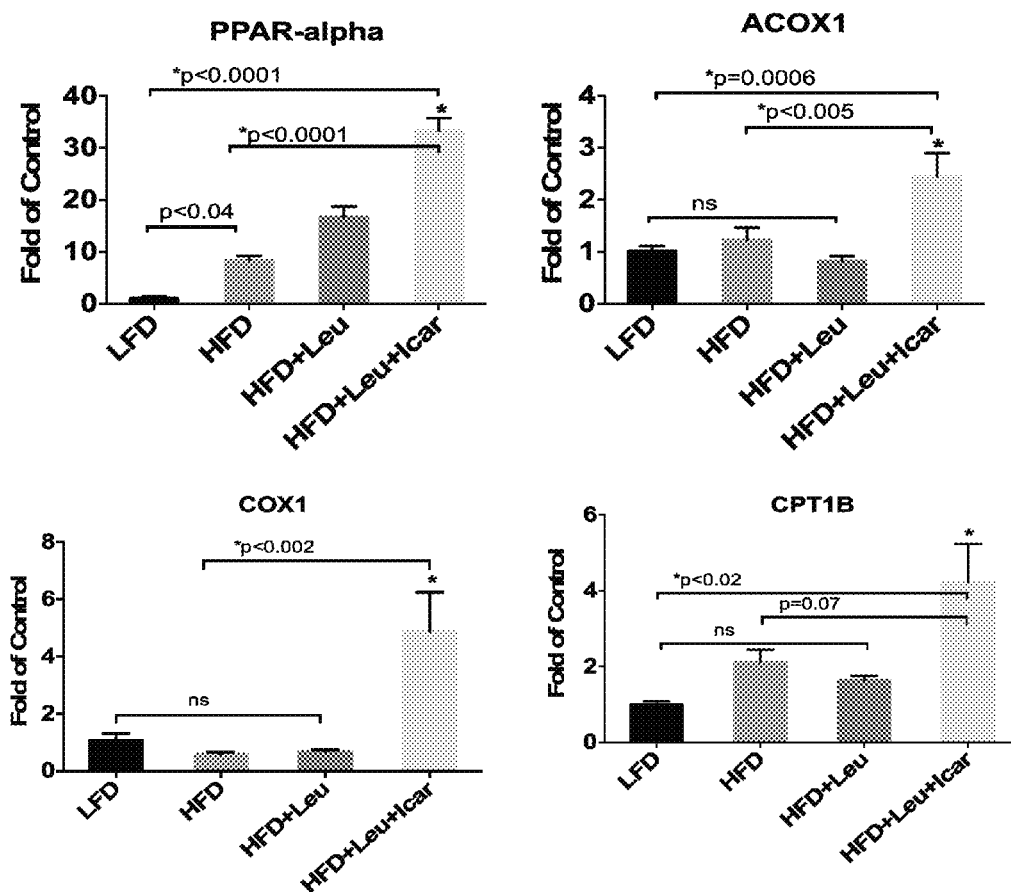 PPAR-alpha
*p<0.0001
*p<0.0001
p<0.04
Fold of Control
40
30
20
10
0
LFD
HFD
HFD+Leu
HFD+Leu+Icar
*
ACOX1
*p=0.0006
*p<0.005
ns
Fold of Control
4
3
2
1
0
LFD
HFD
HFD+Leu
HFD+Leu+Icar
*
COX1
*p<0.002
ns
Fold of Control
8
6
4
2
0
LFD
HFD
HFD+Leu
HFD+Leu+Icar
*
CPT1B
*p<0.02
p=0.07
ns
Fold of Control
6
4
2
0
LFD
HFD
HFD+Leu
HFD+Leu+Icar
*